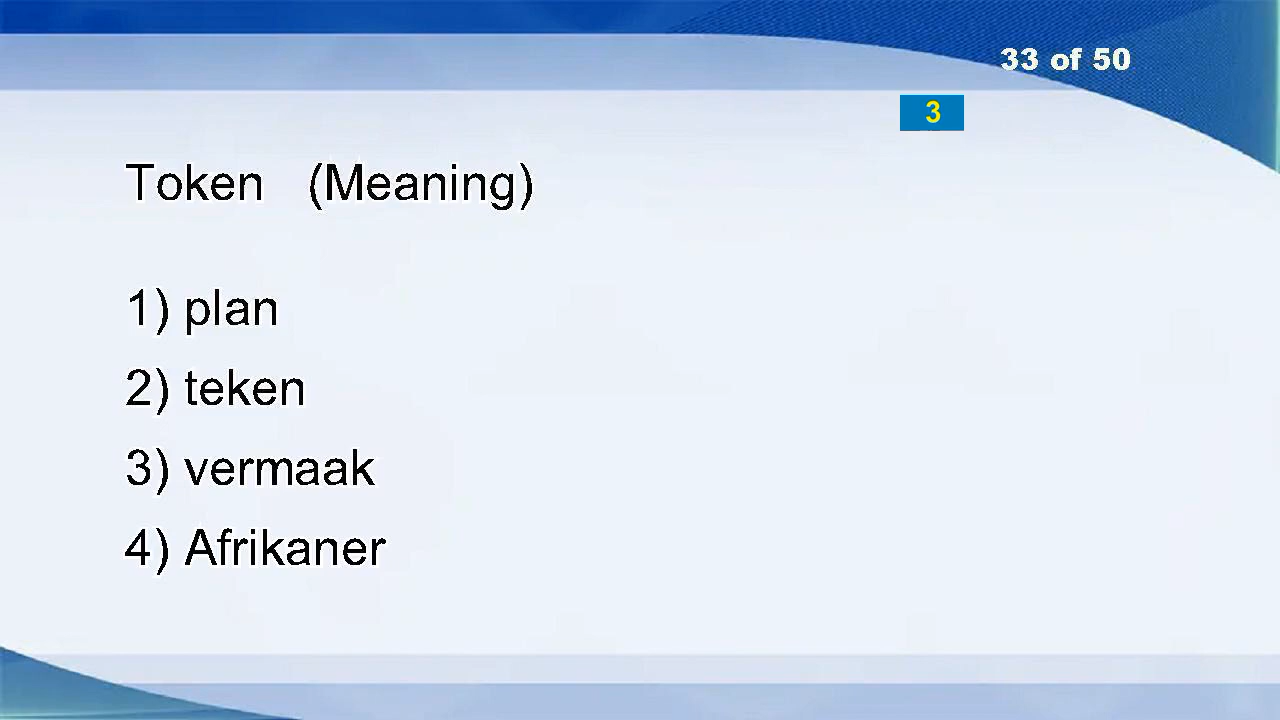 33 of 50
3
Token (Meaning)
1) plan
2) teken
3) vermaak
4) Afrikaner